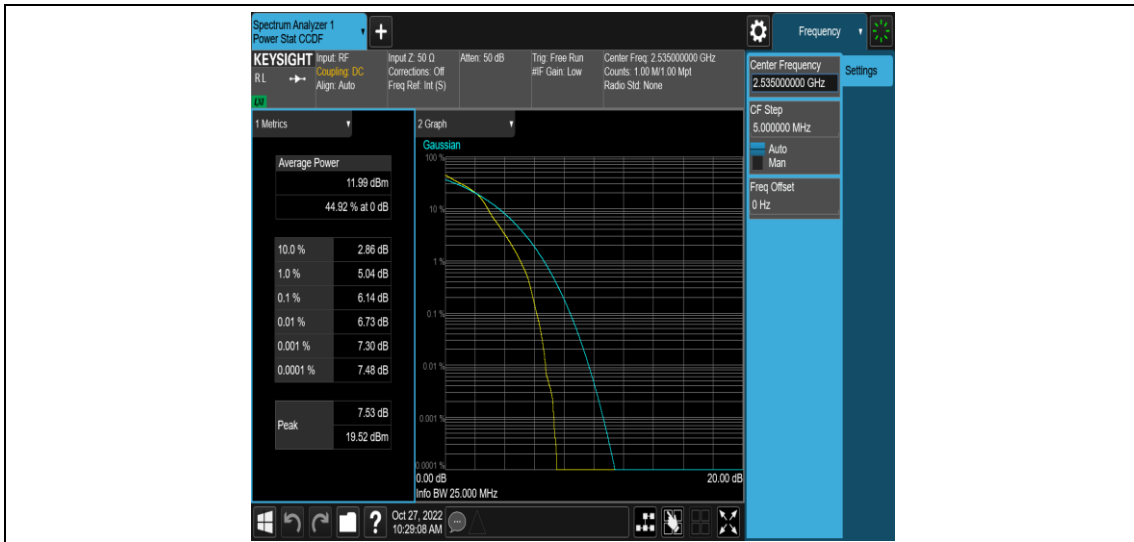 Spectrum Analyzer 1
Power Stat CCDF
Frequency
KEYSIGHT
Input: RF
Input Z: 50 Ω
Atten: 50 dB
Trig: Free Run
Center Freq: 2.535000000 GHz
RL
Coupling: DC
Corrections: Off
#IF Gain: Low
Counts: 1.00 M/1.00 Mpt
Align: Auto
Freq Ref: Int (S)
Radio Std: None
LXI
Center Frequency
2.535000000 GHz
Settings
CF Step
5.000000 MHz
Auto
Man
Freq Offset
0 Hz
1 Metrics
2 Graph
Average Power
11.99 dBm
44.92 % at 0 dB
10.0 % 2.86 dB
1.0 % 5.04 dB
0.1 % 6.14 dB
0.01 % 6.73 dB
0.001 % 7.30 dB
0.0001 % 7.48 dB
Peak
7.53 dB
19.52 dBm
Gaussian
100 %
10 %
1 %
0.1 %
0.01 %
0.001 %
0.0001 %
0.00 dB
20.00 dB
Info BW 25.000 MHz
?
Oct 27, 2022
10:29:08 AM